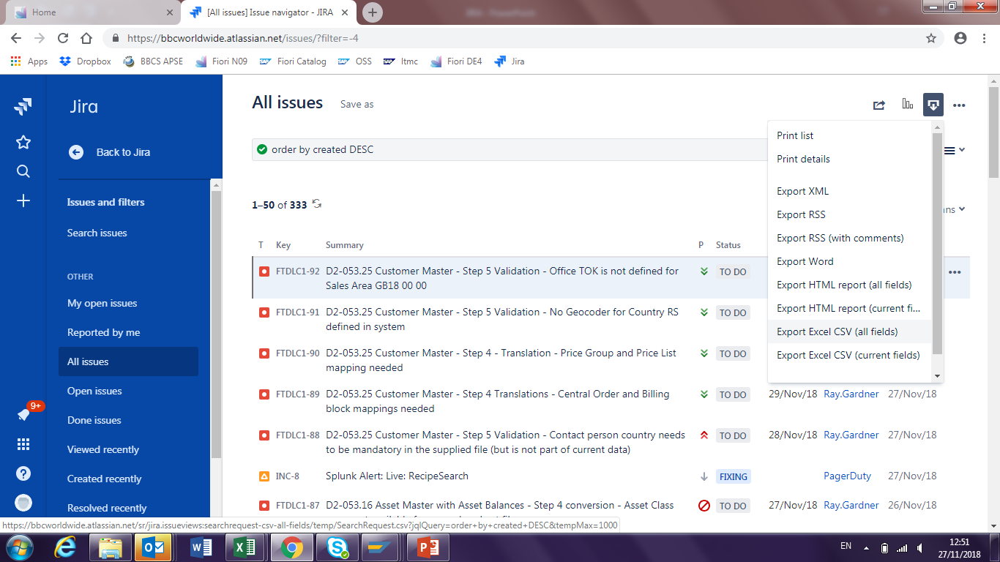 Home
[All issues] Issue navigator - JIRA
https://bbcworldwide.atlassian.net/issues/?filter=-4
Apps Dropbox BBCS APSE Fiori N09 Fiori Catalog OSS Itmc Fiori DE4 Jira
Jira
Back to Jira
Issues and filters
Search issues
OTHER
My open issues
Reported by me
All issues
Open issues
Done issues
Viewed recently
Created recently
Resolved recently
9+
All issues Save as
order by created DESC
1–50 of 333
T Key Summary P Status
FTDLC1-92 D2-053.25 Customer Master - Step 5 Validation - Office TOK is not defined for TO DO
Sales Area GB18 00 00
FTDLC1-91 D2-053.25 Customer Master - Step 5 Validation - No Geocoder for Country RS TO DO
defined in system
FTDLC1-90 D2-053.25 Customer Master - Step 4 - Translation - Price Group and Price List TO DO
mapping needed
FTDLC1-89 D2-053.25 Customer Master - Step 4 Translations - Central Order and Billing TO DO 29/Nov/18 Ray.Gardner 27/Nov/18
block mappings needed
FTDLC1-88 D2-053.25 Customer Master - Step 5 Validation - Contact person country needs TO DO 28/Nov/18 Ray.Gardner 27/Nov/18
to be mandatory in the supplied file (but is not part of current data)
INC-8 Splunk Alert: Live: RecipeSearch FIXING PagerDuty 27/Nov/18
FTDLC1-87 D2-053.16 Asset Master with Asset Balances - Step 4 conversion - Asset Class TO DO 27/Nov/18 Ray.Gardner 26/Nov/18
Print list
Print details
Export XML
Export RSS
Export RSS (with comments)
Export Word
Export HTML report (all fields)
Export HTML report (current fi...
Export Excel CSV (all fields)
Export Excel CSV (current fields)
https://bbcworldwide.atlassian.net/sr/jira.issueviews:searchrequest-csv-all-fields/temp/SearchRequest.csv?jqlQuery=order+by+created+DESC&tempMax=1000
EN
12:51
27/11/2018